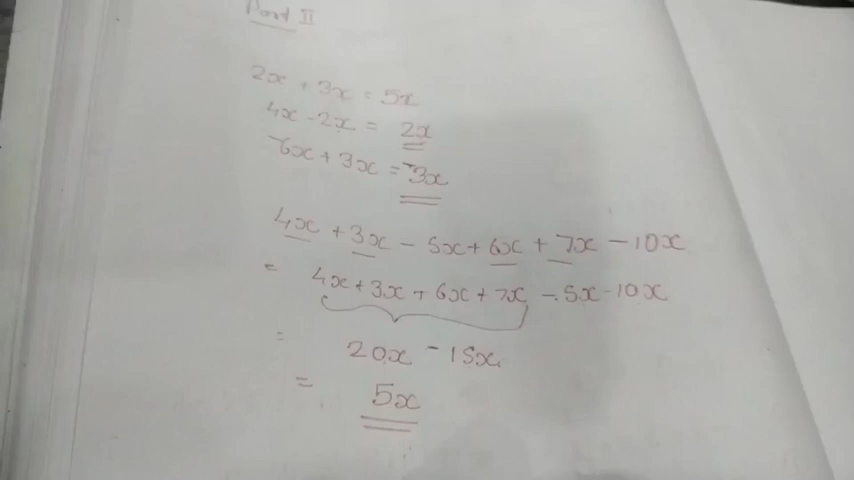 Part II
2x + 3x = 5x
4x - 2x = 2x
-6x + 3x = -3x
4x + 3x - 5x + 6x + 7x - 10x
= 4x + 3x + 6x + 7x - 5x - 10x
= 20x - 15x
= 5x